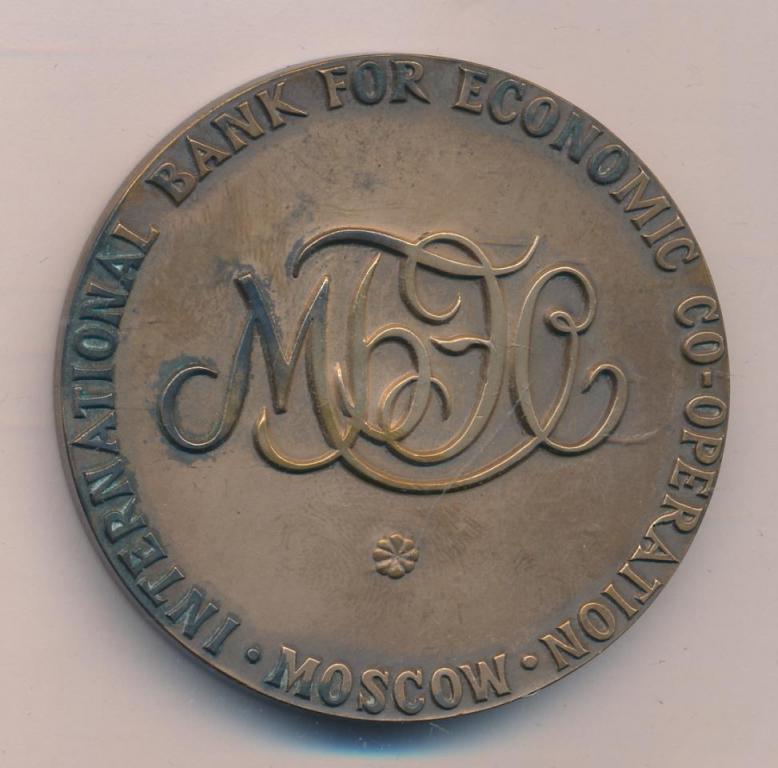 INTERNATIONAL BANK FOR ECONOMIC CO-OPERATION
• MOSCOW •
МБЭС